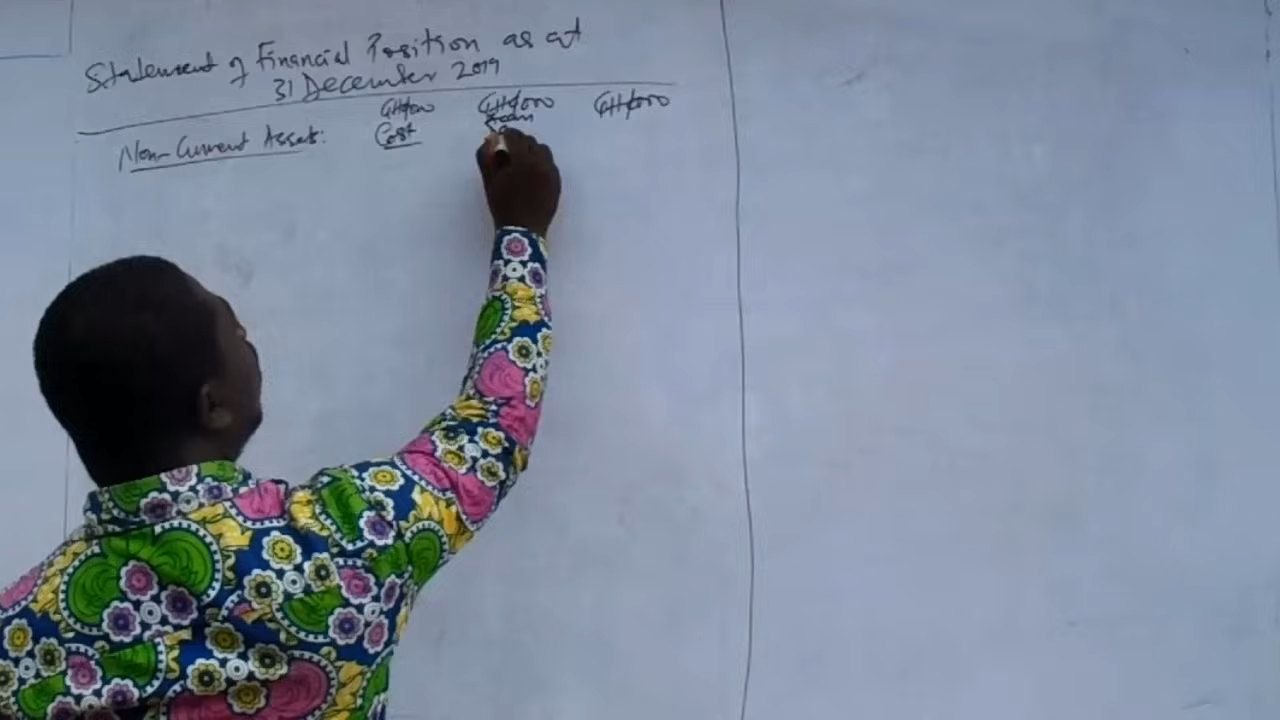 Statement of Financial Position as at
31 December 2019
GH¢000 GH¢000 GH¢000
Non-Current Assets: Cost